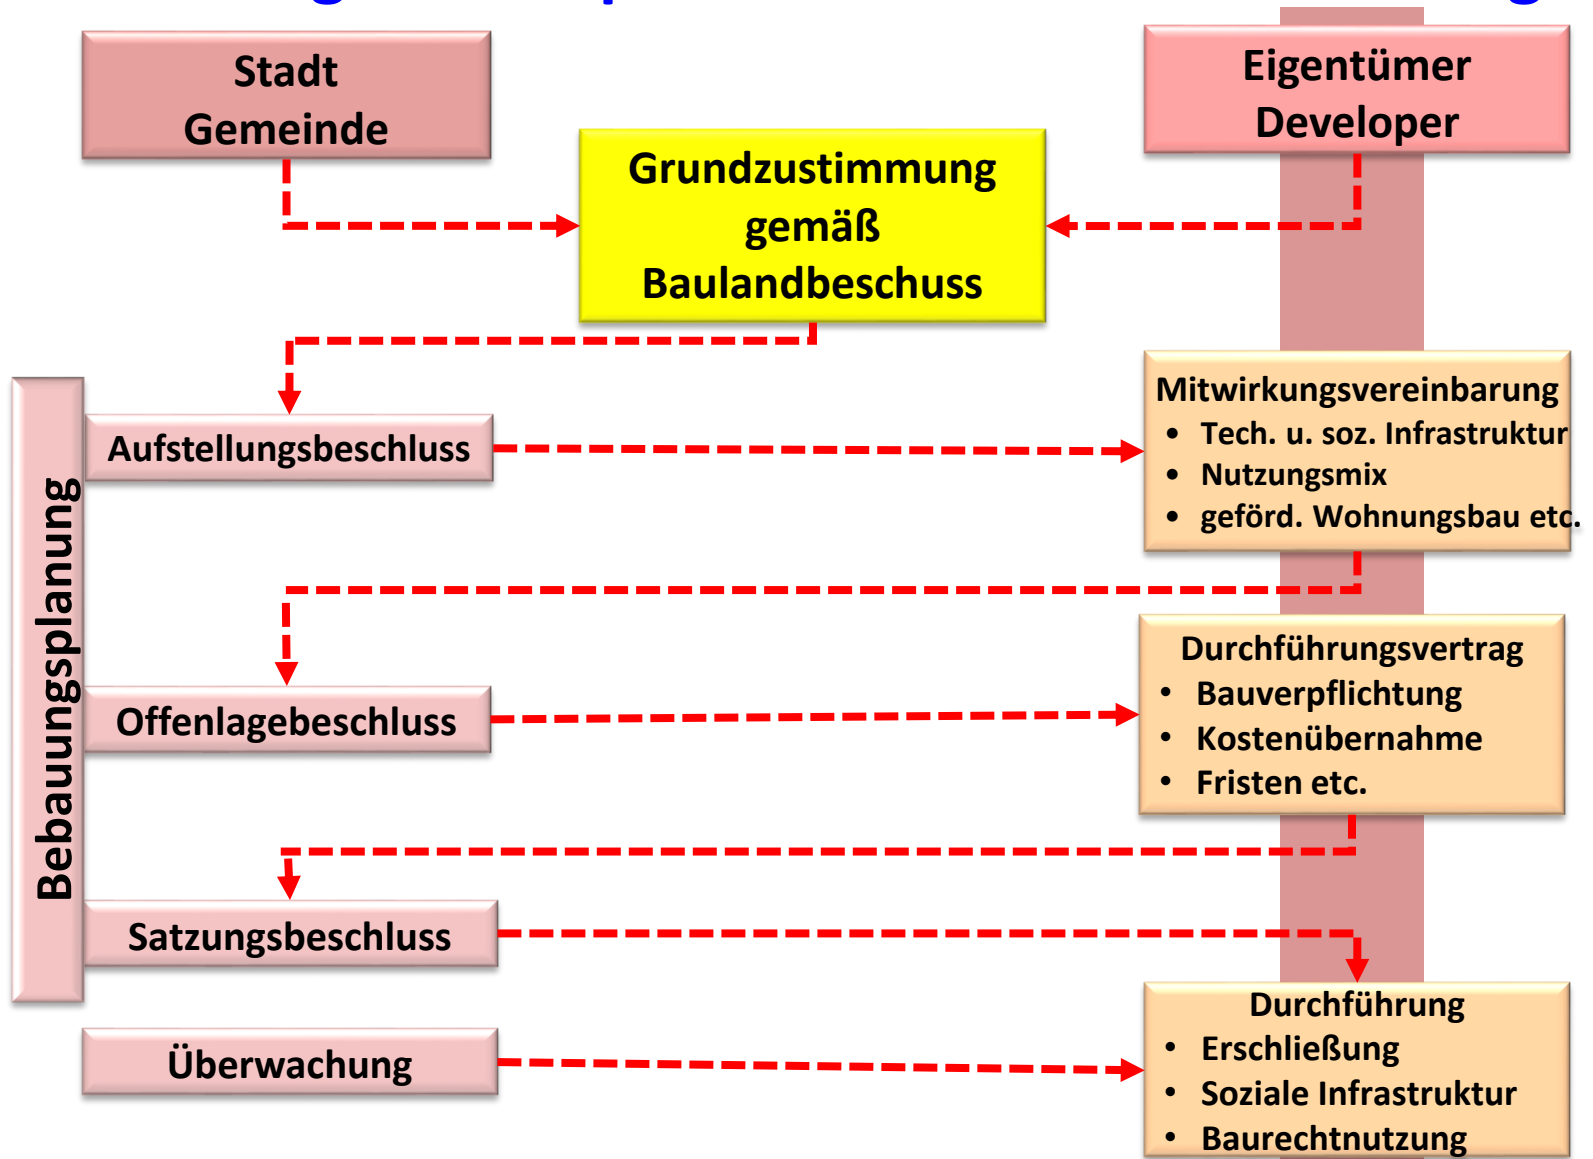 Stadt
Gemeinde
Eigentümer
Developer
Grundzustimmung
gemäß
Baulandbeschuss
Bebauungsplanung
Aufstellungsbeschluss
Mitwirkungsvereinbarung
• Tech. u. soz. Infrastruktur
• Nutzungsmix
• geförd. Wohnungsbau etc.
Offenlagebeschluss
Durchführungsvertrag
• Bauverpflichtung
• Kostenübernahme
• Fristen etc.
Satzungsbeschluss
Überwachung
Durchführung
• Erschließung
• Soziale Infrastruktur
• Baurechtnutzung